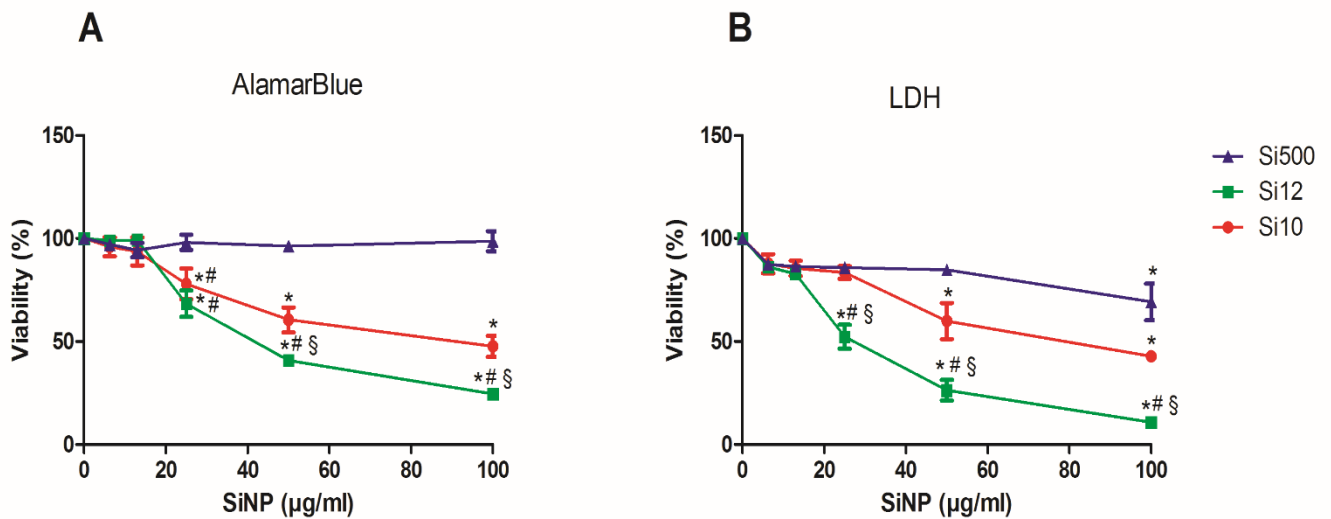 A
AlamarBlue
150
100
50
0
Viability (%)
*#
*#
*
*# §
*
*# §
0 20 40 60 80 100
SiNP (µg/ml)
B
LDH
150
100
50
0
Viability (%)
*# §
*
*# §
*
*
*# §
0 20 40 60 80 100
SiNP (µg/ml)
Si500
Si12
Si10